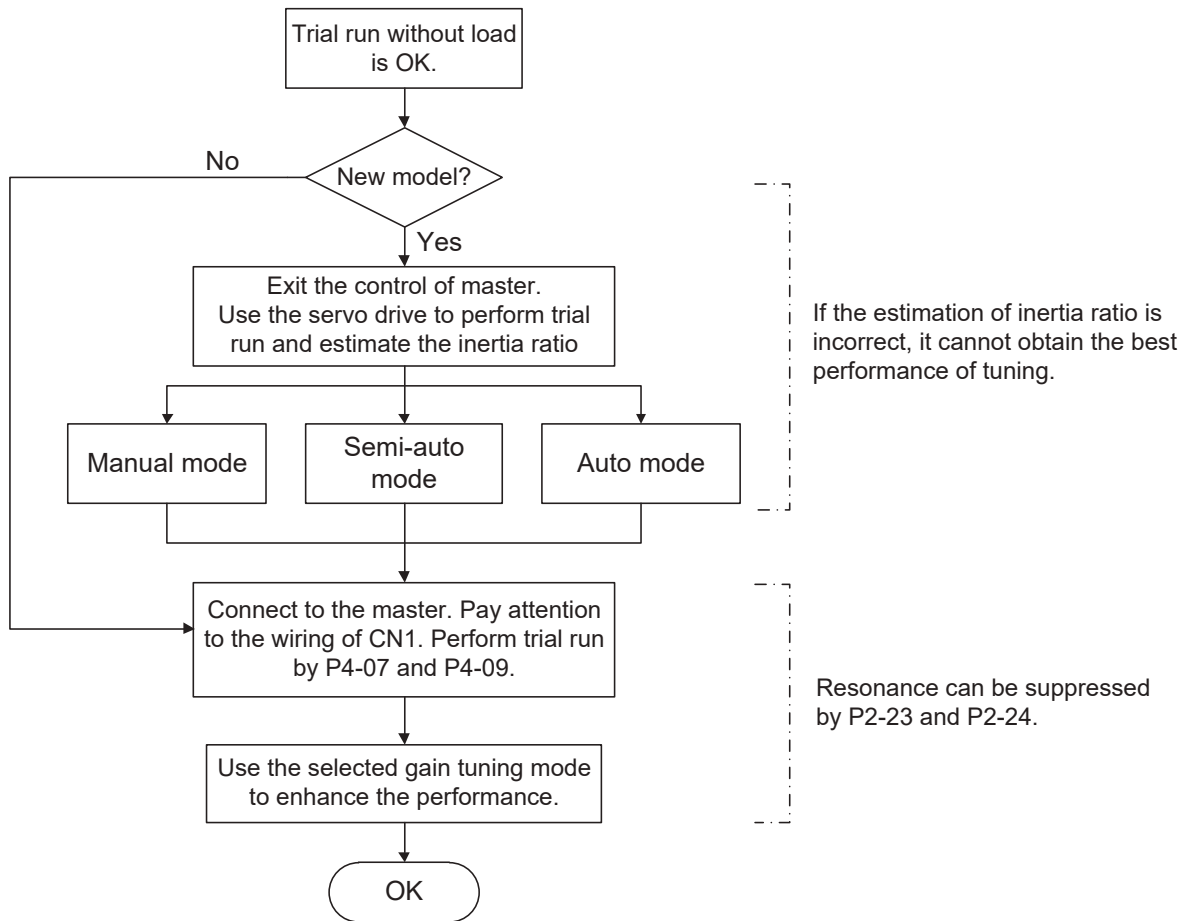 Trial run without load
is OK.
No
New model?
Yes
Exit the control of master.
Use the servo drive to perform trial
run and estimate the inertia ratio
If the estimation of inertia ratio is
incorrect, it cannot obtain the best
performance of tuning.
Manual mode
Semi-auto
mode
Auto mode
Connect to the master. Pay attention
to the wiring of CN1. Perform trial run
by P4-07 and P4-09.
Resonance can be suppressed
by P2-23 and P2-24.
Use the selected gain tuning mode
to enhance the performance.
OK